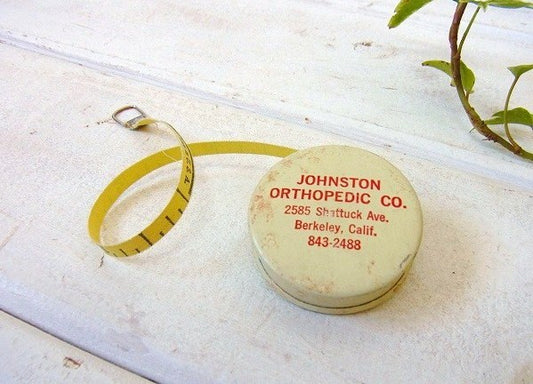 JOHNSTON
ORTHOPEDIC CO.
2585 Shattuck Ave.
Berkeley, Calif.
843-2488